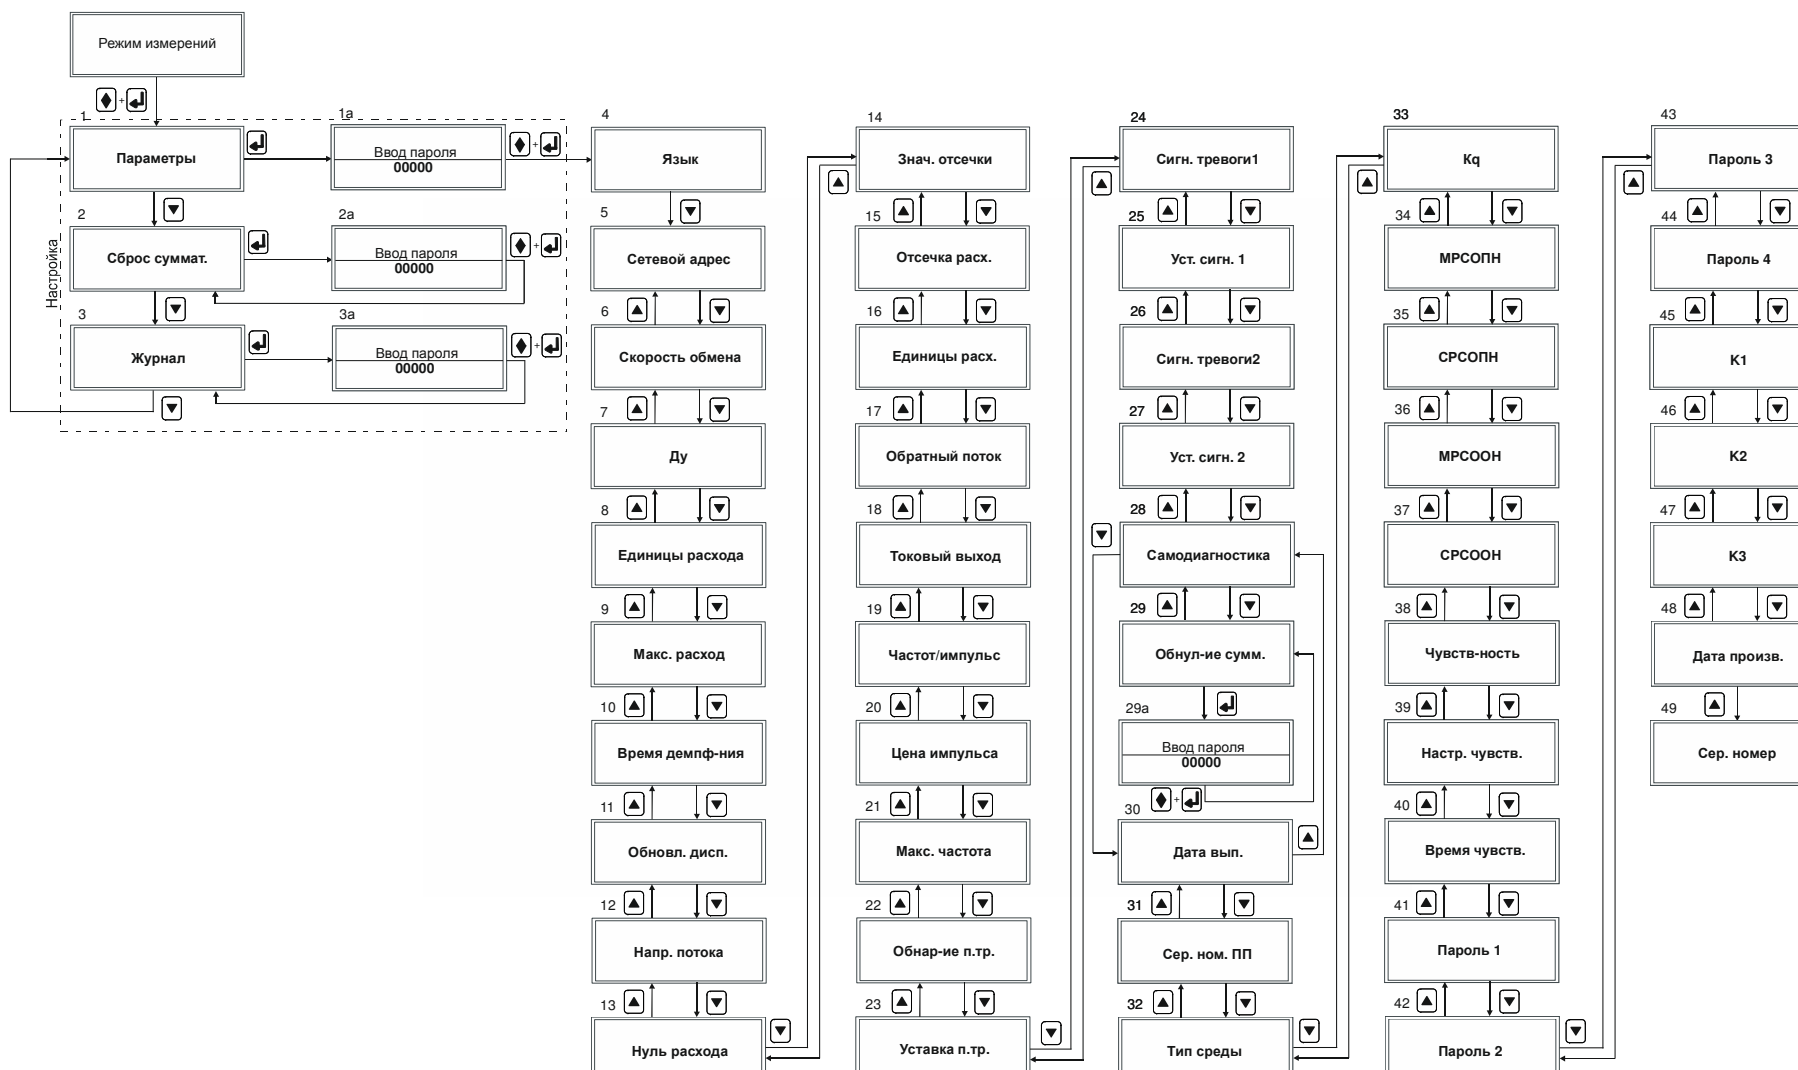 Режим измерений
+
Настройка
1
Параметры
1а
Ввод пароля
00000
+
2
Сброс суммат.
2а
Ввод пароля
00000
+
3
Журнал
3а
Ввод пароля
00000
+
4
Язык
5
Сетевой адрес
6
Скорость обмена
7
Ду
8
Единицы расхода
9
Макс. расход
10
Время демпф-ния
11
Обновл. дисп.
12
Напр. потока
13
Нуль расхода
14
Знач. отсечки
15
Отсечка расх.
16
Единицы расх.
17
Обратный поток
18
Токовый выход
19
Частот/импульс
20
Цена импульса
21
Макс. частота
22
Обнар-ие п.тр.
23
Уставка п.тр.
24
Сигн. тревоги1
25
Уст. сигн. 1
26
Сигн. тревоги2
27
Уст. сигн. 2
28
Самодиагностика
29
Обнул-ие сумм.
29а
Ввод пароля
00000
+
30
Дата вып.
31
Сер. ном. ПП
32
Тип среды
33
Кq
34
МРСОПН
35
СРСОПН
36
МРСООН
37
СРСООН
38
Чувств-ность
39
Настр. чувств.
40
Время чувств.
41
Пароль 1
42
Пароль 2
43
Пароль 3
44
Пароль 4
45
К1
46
К2
47
К3
48
Дата произв.
49
Сер. номер